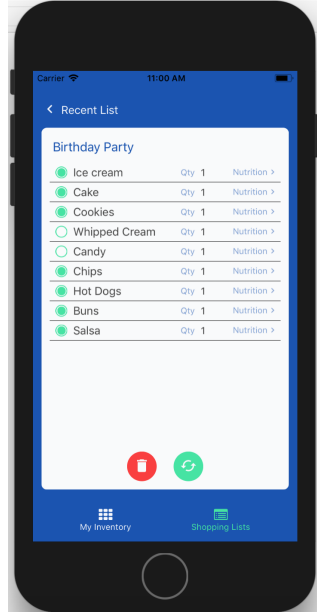 Carrier 11:00 AM
Recent List
Birthday Party
Ice cream Qty 1 Nutrition >
Cake Qty 1 Nutrition >
Cookies Qty 1 Nutrition >
Whipped Cream Qty 1 Nutrition >
Candy Qty 1 Nutrition >
Chips Qty 1 Nutrition >
Hot Dogs Qty 1 Nutrition >
Buns Qty 1 Nutrition >
Salsa Qty 1 Nutrition >
My Inventory Shopping Lists